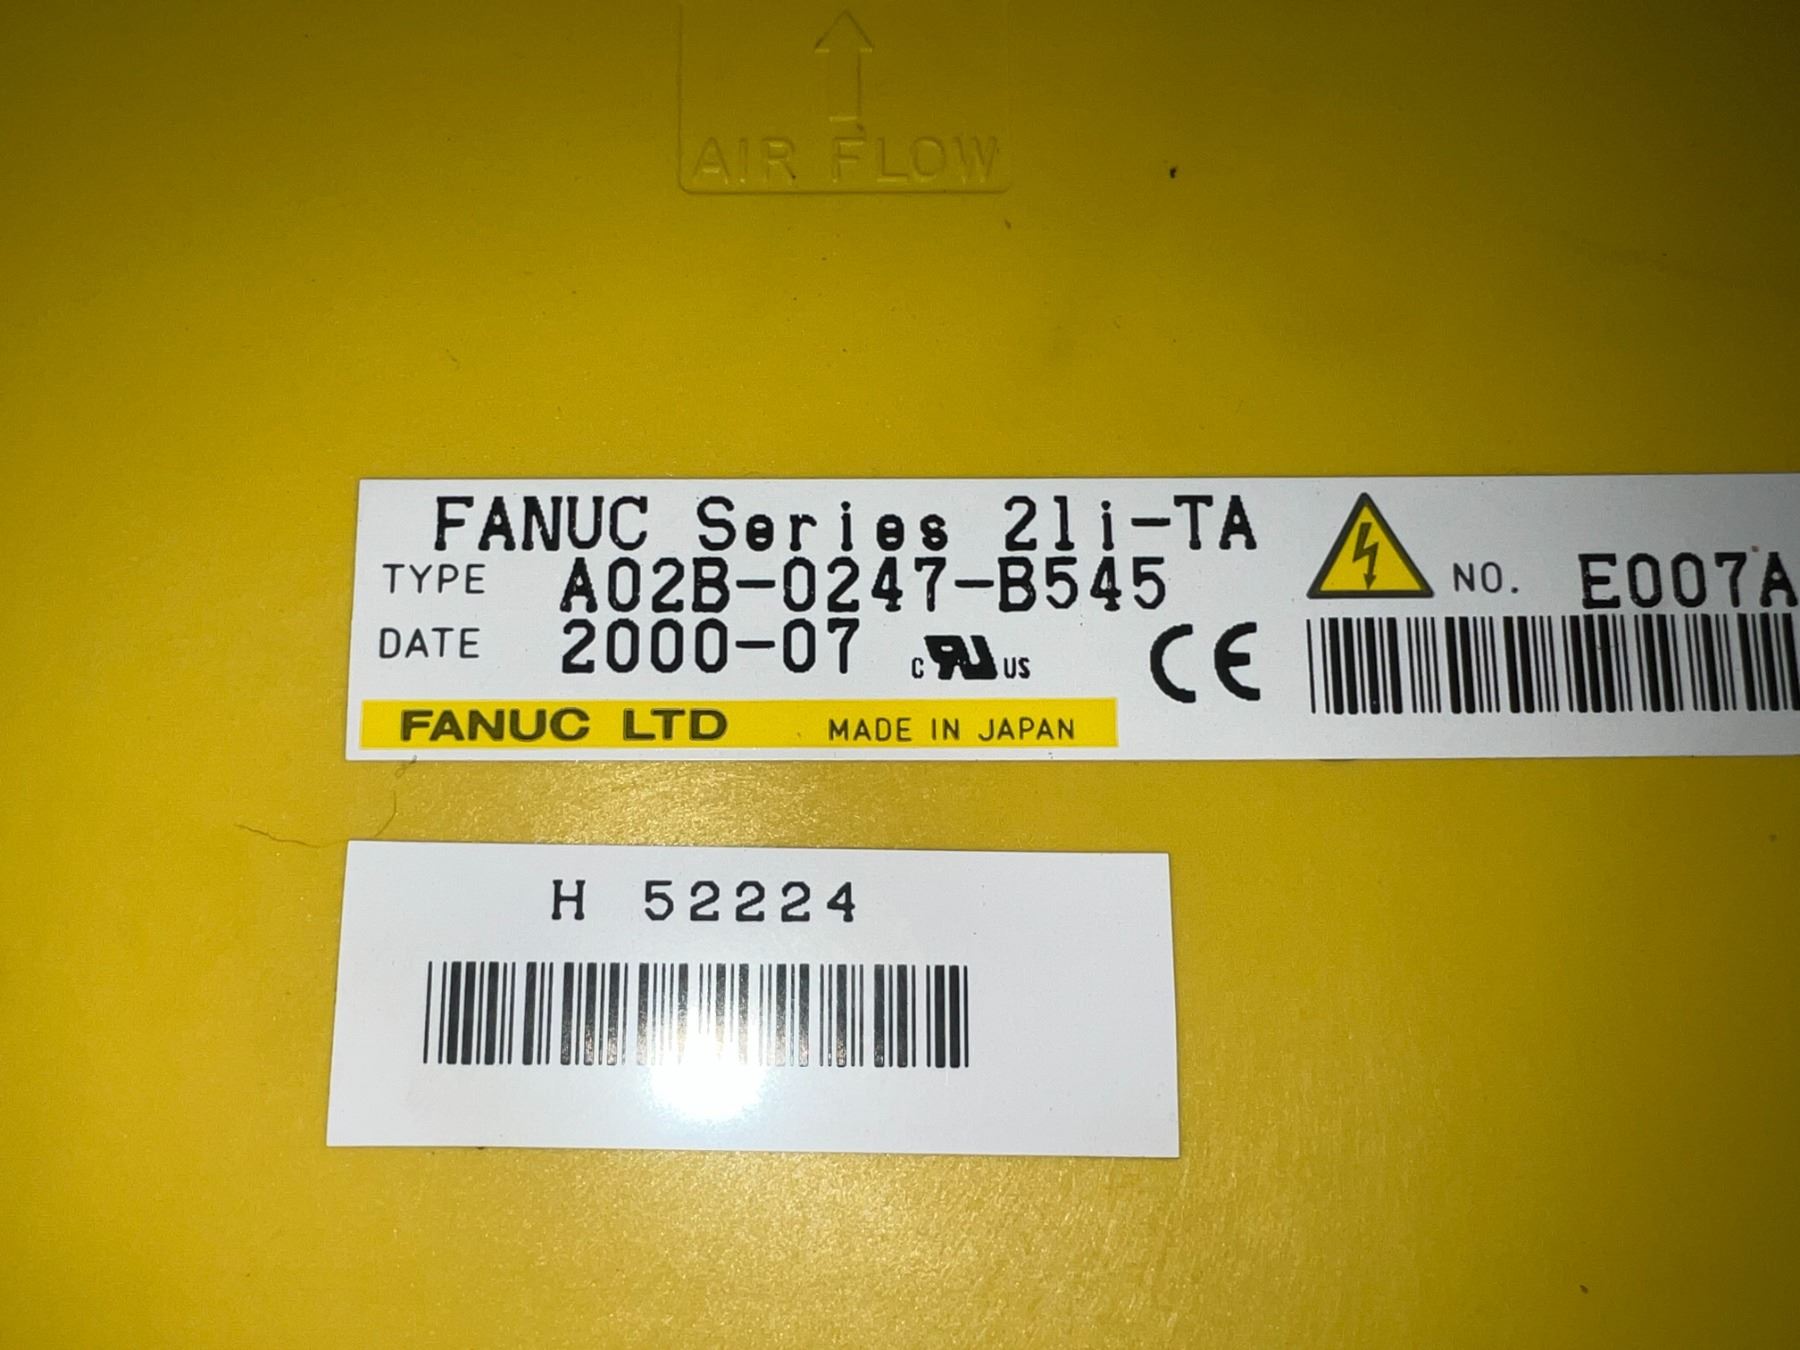 AIR FLOW
FANUC Series 21i-TA
TYPE A02B-0247-B545
NO. E007A
DATE 2000-07
c RU US CE
FANUC LTD MADE IN JAPAN
H 52224